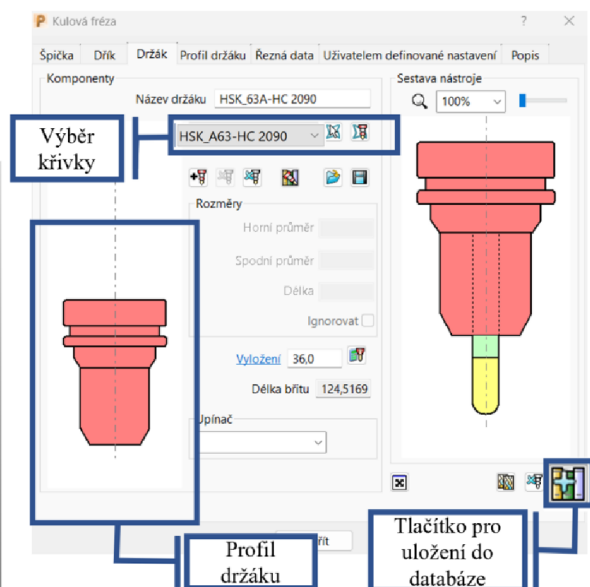 Kulová fréza
?
Špička Dřík Držák Profil držáku Řezná data Uživatelem definované nastavení Popis
Komponenty
Název držáku HSK_63A-HC 2090
Výběr
křivky
HSK_A63-HC 2090
Rozměry
Horní průměr
Spodní průměr
Délka
Ignorovat
Vyložení 36,0
Délka břitu 124,5169
Upínač
Sestava nástroje
100%
Profil
držáku
Tlačítko pro
uložení do
databáze